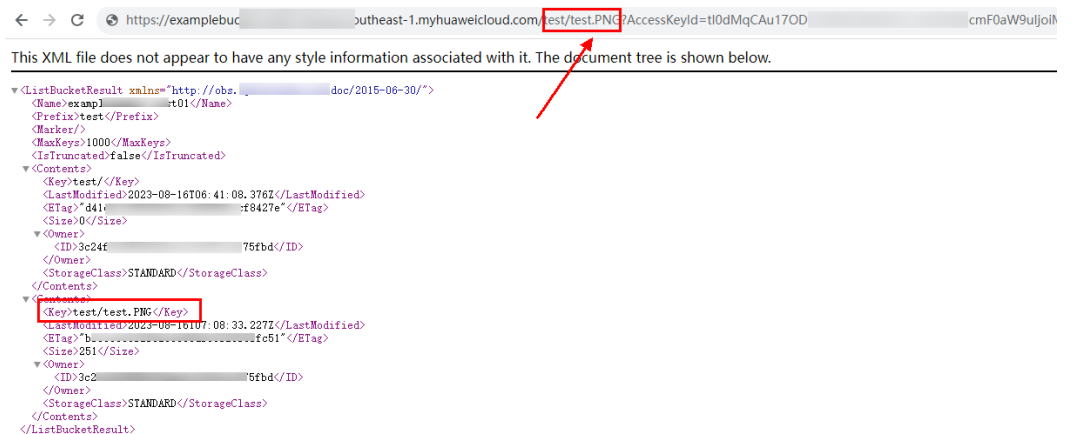 https://examplebuc outheast-1.myhuaweicloud.com/test/test.PNG?AccessKeyId=tI0dMqCAu17OD cmF0aW9uIjoiM
This XML file does not appear to have any style information associated with it. The document tree is shown below.
▼<ListBucketResult xmlns="http://obs. doc/2015-06-30/">
<Name>exampl t01</Name>
<Prefix>test</Prefix>
<Marker/>
<MaxKeys>1000</MaxKeys>
<IsTruncated>false</IsTruncated>
▼<Contents>
<Key>test/</Key>
<LastModified>2023-08-16T06:41:08.376Z</LastModified>
<ETag>"d41 cf8427e"</ETag>
<Size>0</Size>
▼<Owner>
<ID>3c24f 75fbd</ID>
</Owner>
<StorageClass>STANDARD</StorageClass>
</Contents>
▼<Contents>
<Key>test/test.PNG</Key>
<LastModified>2023-08-16T07:08:33.227Z</LastModified>
<ETag>"b fc51"</ETag>
<Size>251</Size>
▼<Owner>
<ID>3c2 5fbd</ID>
</Owner>
<StorageClass>STANDARD</StorageClass>
</Contents>
</ListBucketResult>